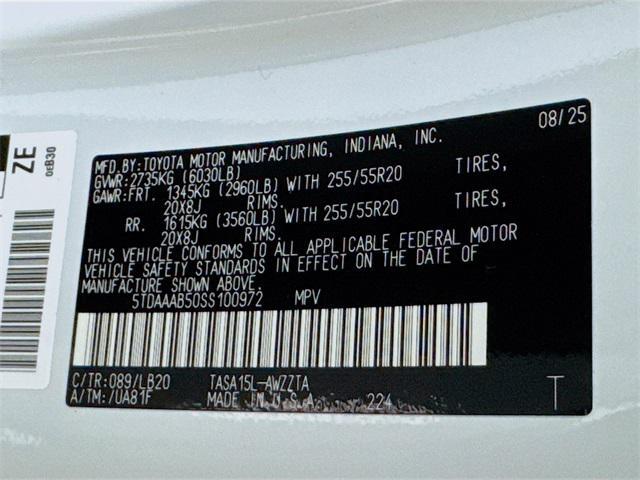 ZE
0EB30
08/25
MFD.BY:TOYOTA MOTOR MANUFACTURING, INDIANA, INC.
GVWR:2735KG (6030LB)
GAWR:FRT. 1345KG (2960LB) WITH 255/55R20 TIRES,
20X8J RIMS.
RR. 1615KG (3560LB) WITH 255/55R20 TIRES,
20X8J RIMS.
THIS VEHICLE CONFORMS TO ALL APPLICABLE FEDERAL MOTOR
VEHICLE SAFETY STANDARDS IN EFFECT ON THE DATE OF
MANUFACTURE SHOWN ABOVE.
5TDAAAB50SS100972 MPV
C/TR:089/LB20 TASA15L-AWZZTA
A/TM:/UA81F MADE IN U.S.A. 224 T